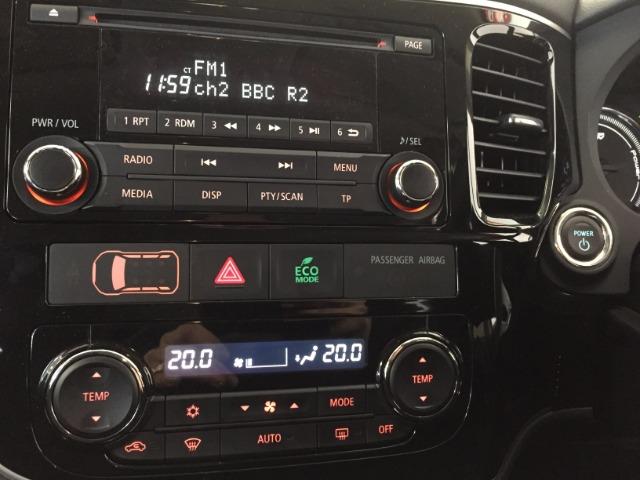 PAGE
CT FM1
11:59 ch2 BBC R2
PWR / VOL
1 RPT 2 RDM 3 4 5 6
♪/SEL
RADIO MENU
MEDIA DISP PTY/SCAN TP
POWER
ECO
MODE
PASSENGER AIRBAG
20.0 20.0
TEMP TEMP
MODE
AUTO OFF